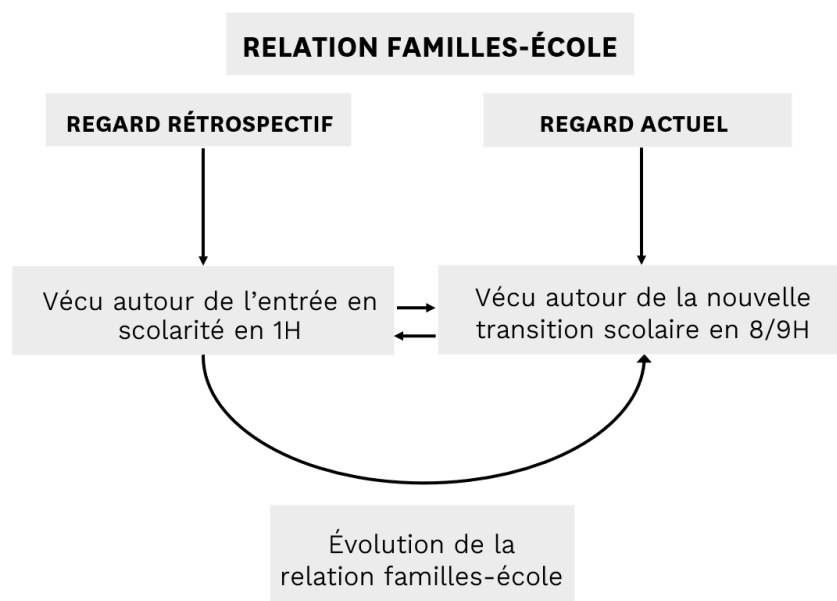 RELATION FAMILLES-ÉCOLE
REGARD RÉTROSPECTIF
REGARD ACTUEL
Vécu autour de l’entrée en
scolarité en 1H
Vécu autour de la nouvelle
transition scolaire en 8/9H
Évolution de la
relation familles-école